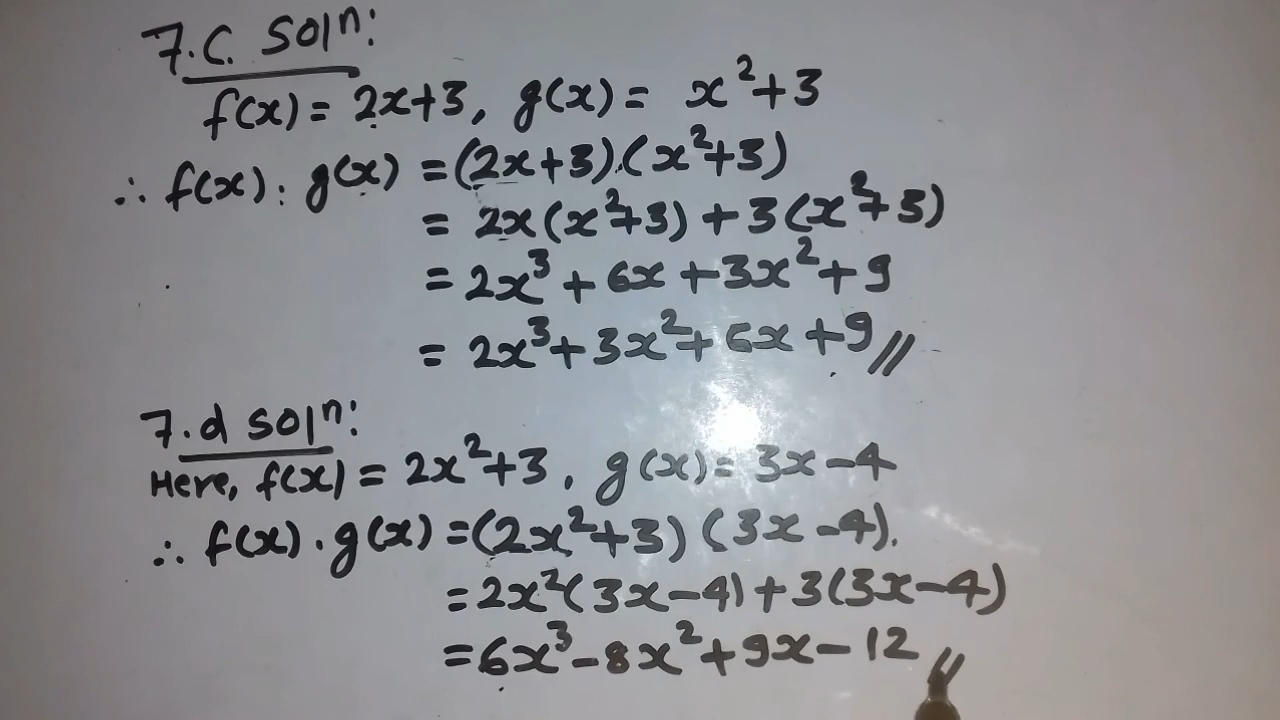 7.C. Solⁿ:
f(x) = 2x+3, g(x) = x²+3
∴ f(x). g(x) = (2x+3).(x²+3)
= 2x(x²+3) + 3(x²+3)
= 2x³ + 6x + 3x² + 9
= 2x³ + 3x² + 6x + 9 //
7.d Solⁿ:
Here, f(x) = 2x²+3, g(x) = 3x-4
∴ f(x) . g(x) = (2x²+3) (3x-4).
= 2x²(3x-4) + 3(3x-4)
= 6x³ - 8x² + 9x - 12 //